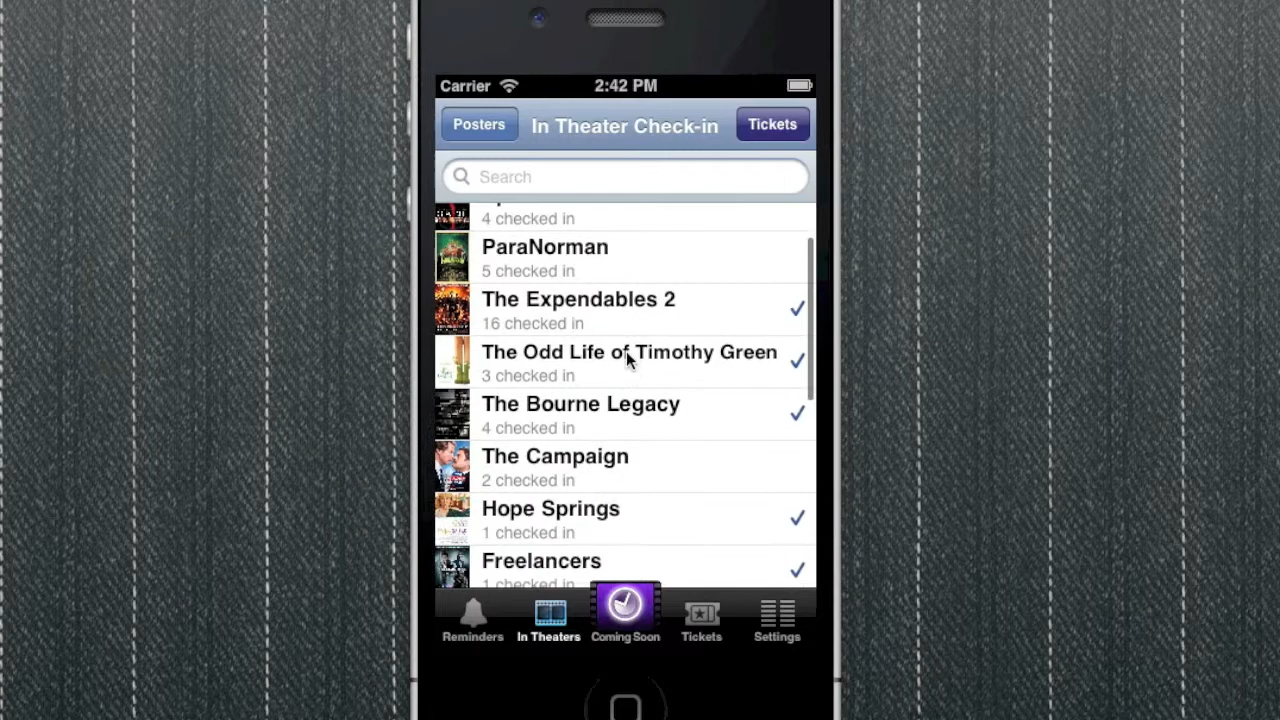 Carrier 2:42 PM
Posters In Theater Check-in Tickets
Search
4 checked in
ParaNorman
5 checked in
The Expendables 2
16 checked in
The Odd Life of Timothy Green
3 checked in
The Bourne Legacy
4 checked in
The Campaign
2 checked in
Hope Springs
1 checked in
Freelancers
1 checked in
Reminders In Theaters Coming Soon Tickets Settings